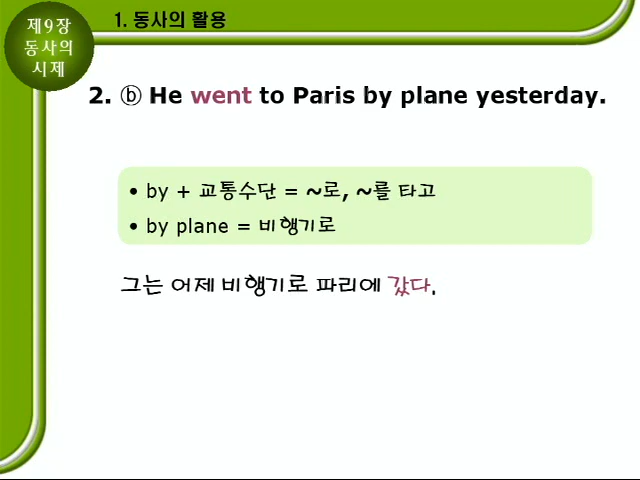 제9장
동사의
시제
1. 동사의 활용
2. ⓑ He went to Paris by plane yesterday.
• by + 교통수단 = ~로, ~를 타고
• by plane = 비행기로
그는 어제 비행기로 파리에 갔다.